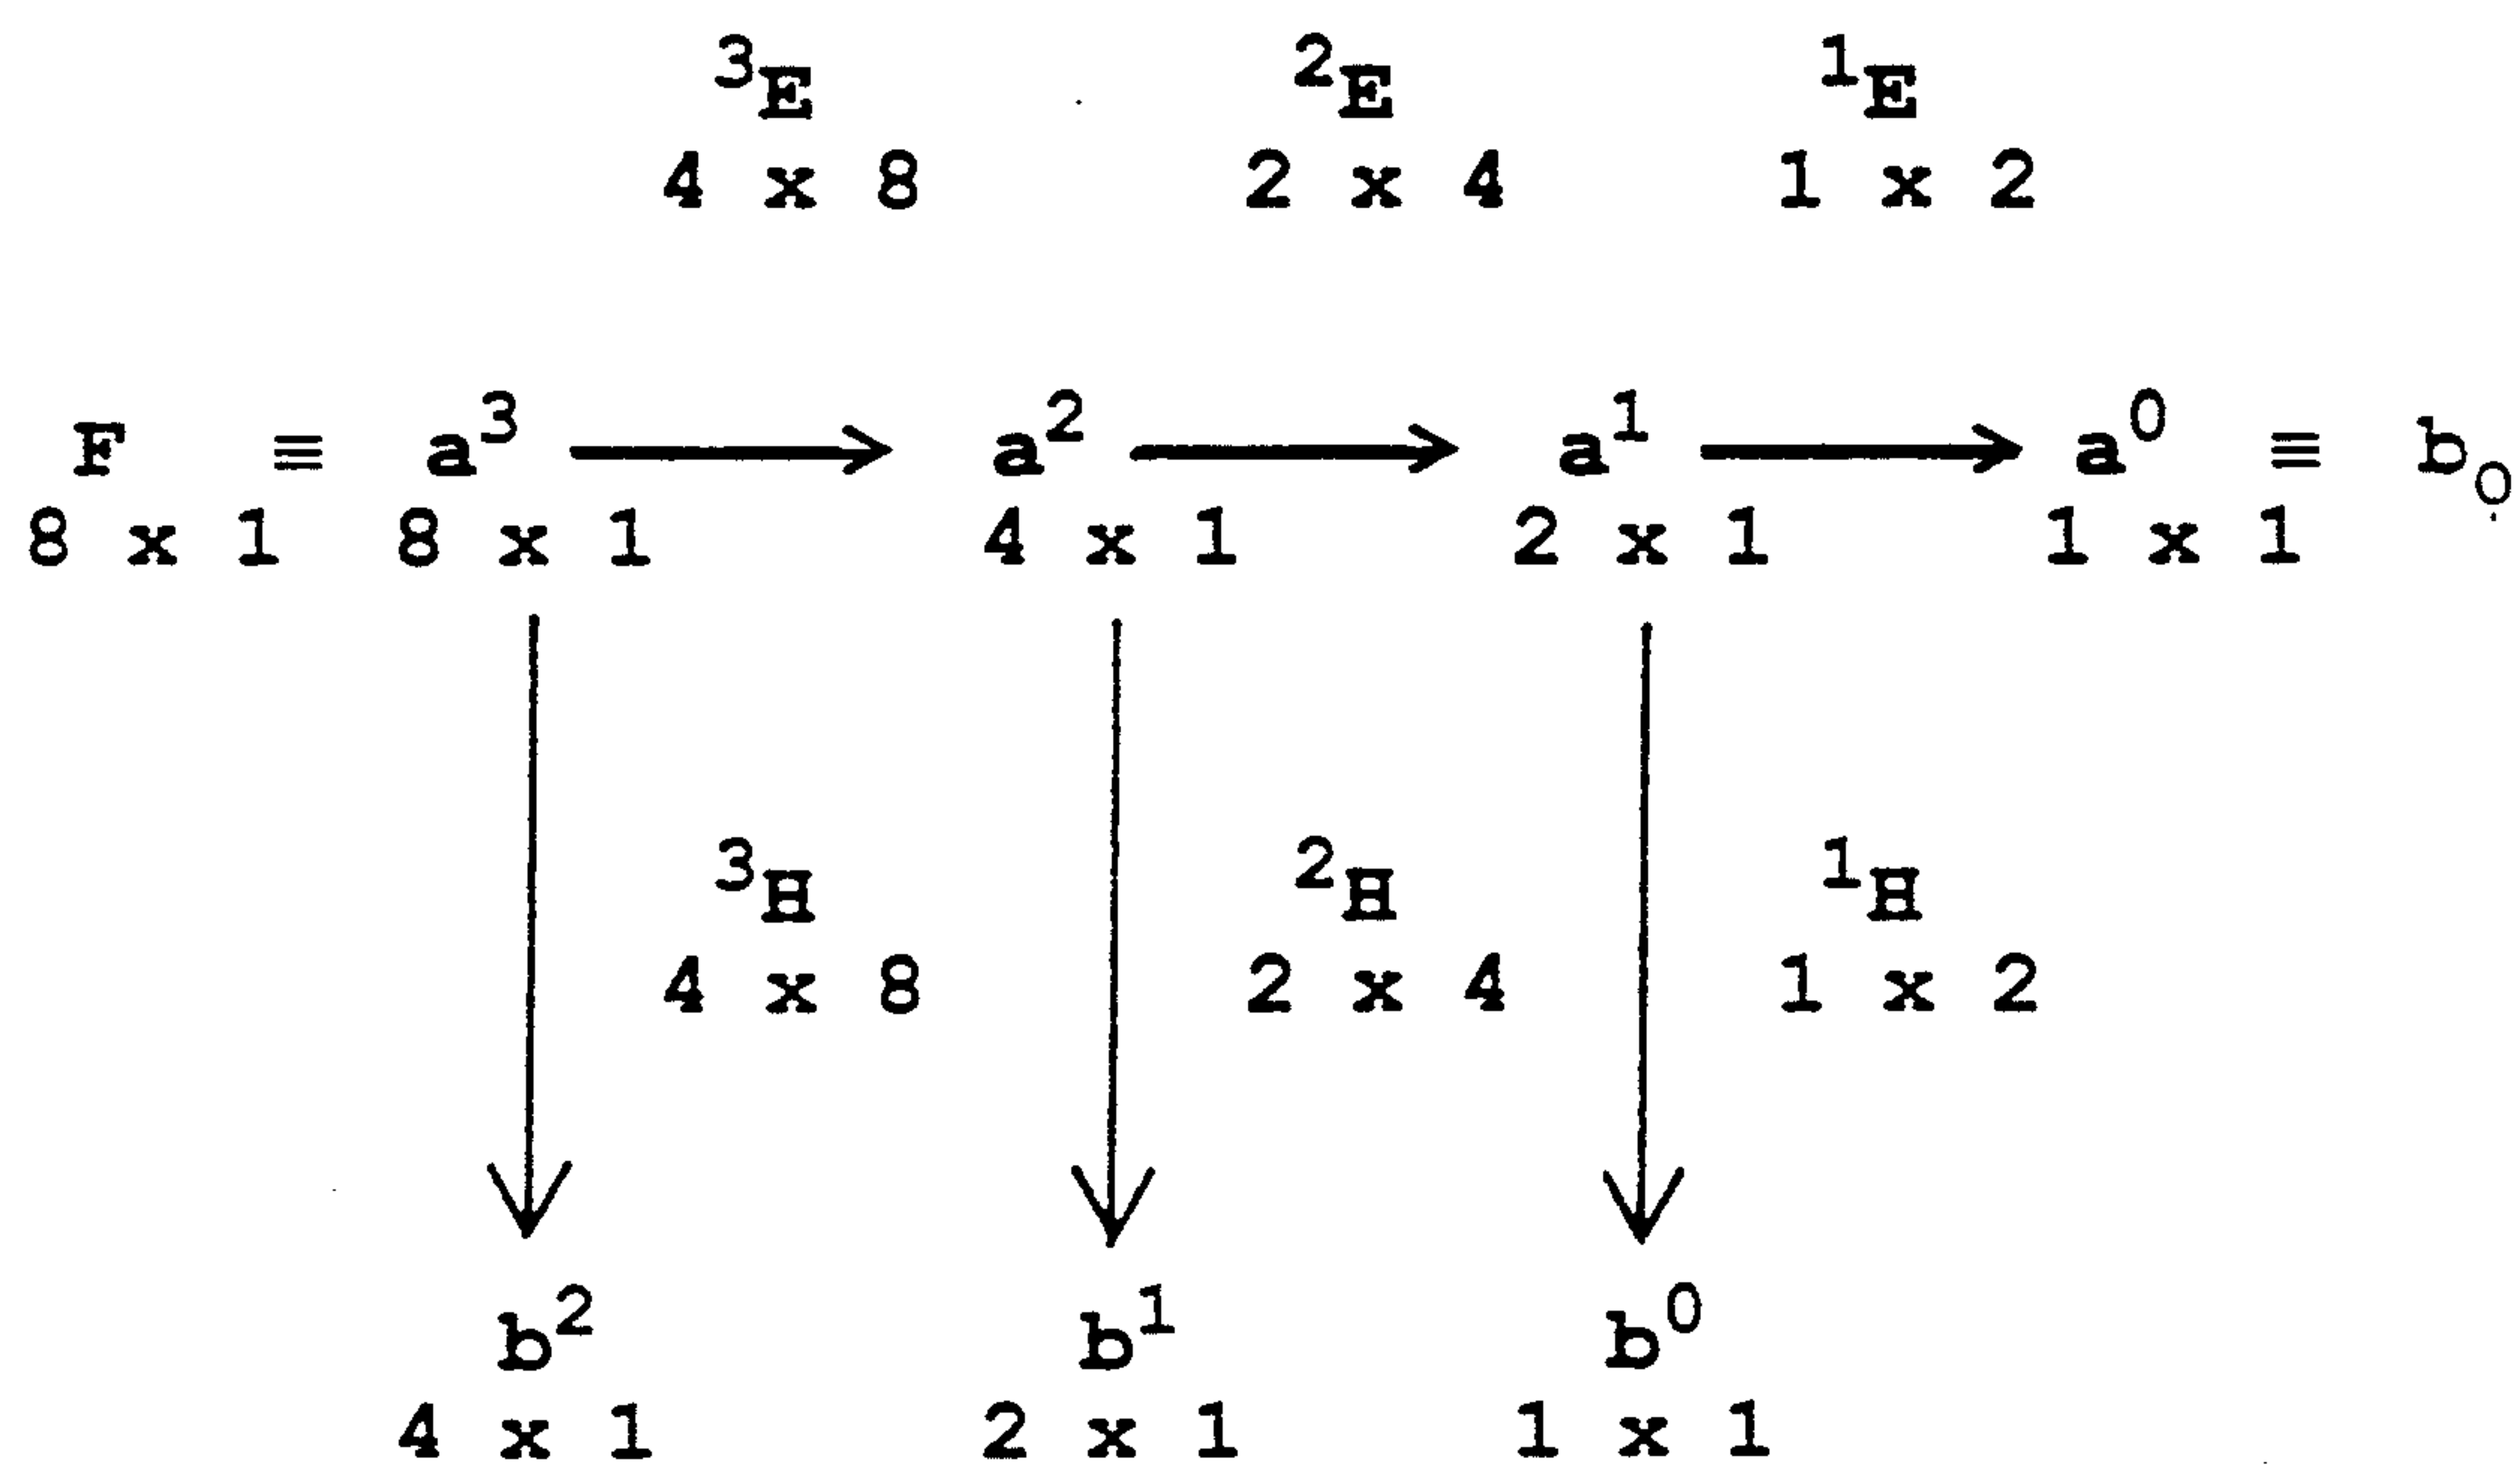 ³E ²E ¹E
4 x 8 2 x 4 1 x 2
F ≡ a³ a² a¹ a⁰ ≡ b₀
8 x 1 8 x 1 4 x 1 2 x 1 1 x 1
³H ²H ¹H
4 x 8 2 x 4 1 x 2
b² b¹ b⁰
4 x 1 2 x 1 1 x 1